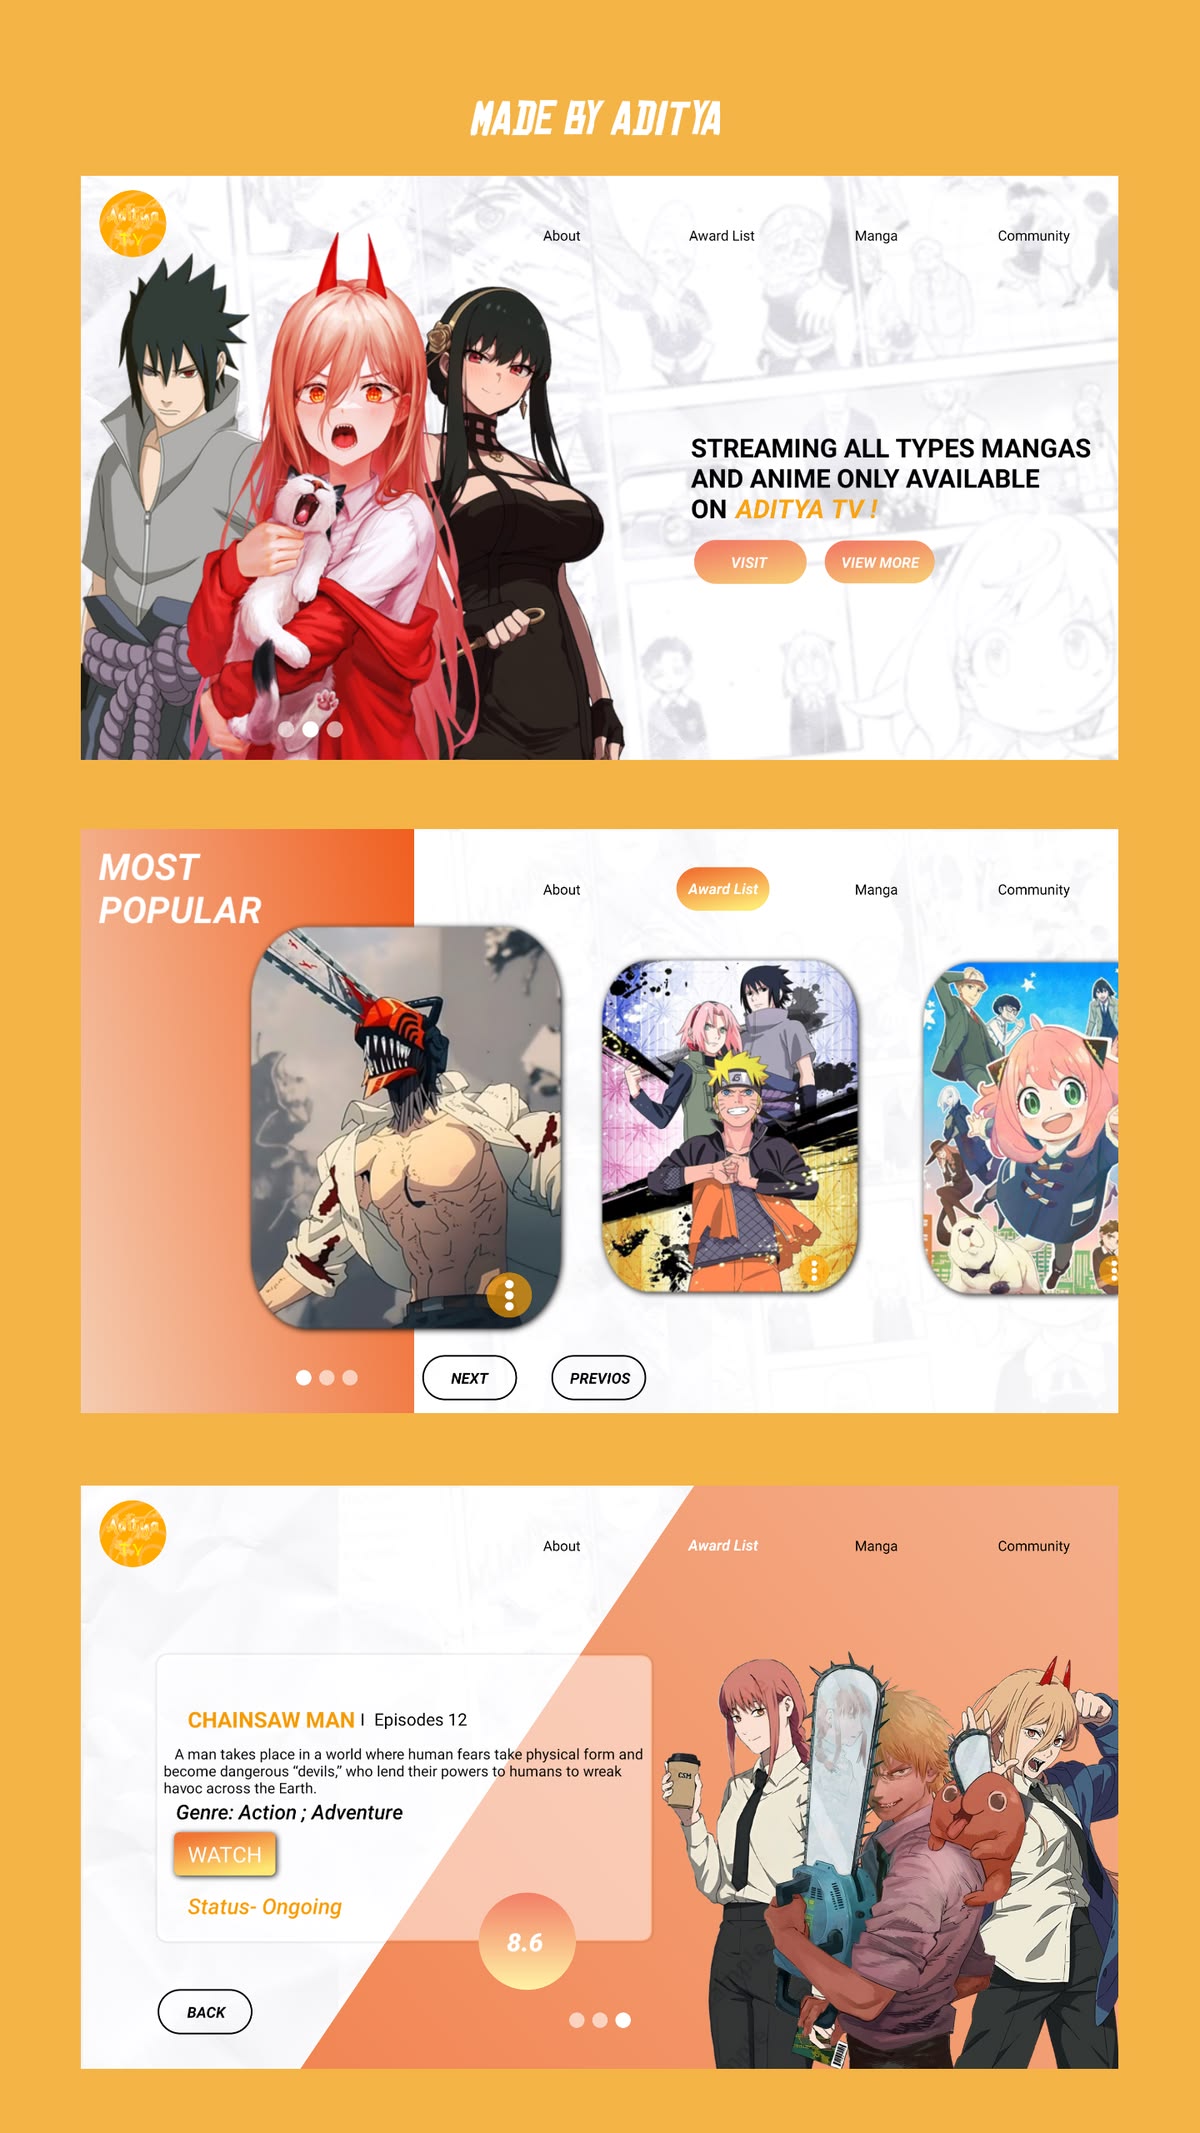 MADE BY ADITYA
Aditya
T.V
About
Award List
Manga
Community
STREAMING ALL TYPES MANGAS
AND ANIME ONLY AVAILABLE
ON ADITYA TV !
VISIT
VIEW MORE
MOST
POPULAR
About
Award List
Manga
Community
NEXT
PREVIOS
Aditya
T.V
About
Award List
Manga
Community
CHAINSAW MAN I Episodes 12
A man takes place in a world where human fears take physical form and
become dangerous “devils,” who lend their powers to humans to wreak
havoc across the Earth.
Genre: Action ; Adventure
WATCH
Status- Ongoing
8.6
BACK
CSM